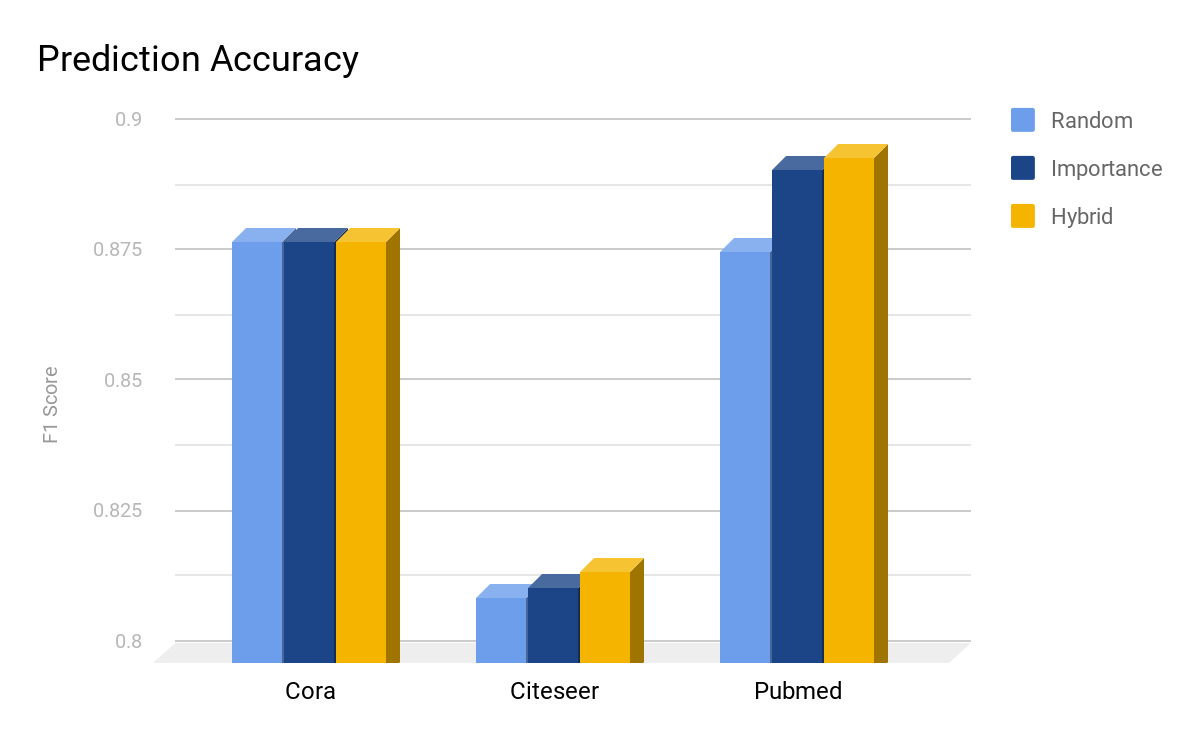 Prediction Accuracy
0.9
0.875
0.85
0.825
0.8
F1 Score
Cora
Citeseer
Pubmed
Random
Importance
Hybrid